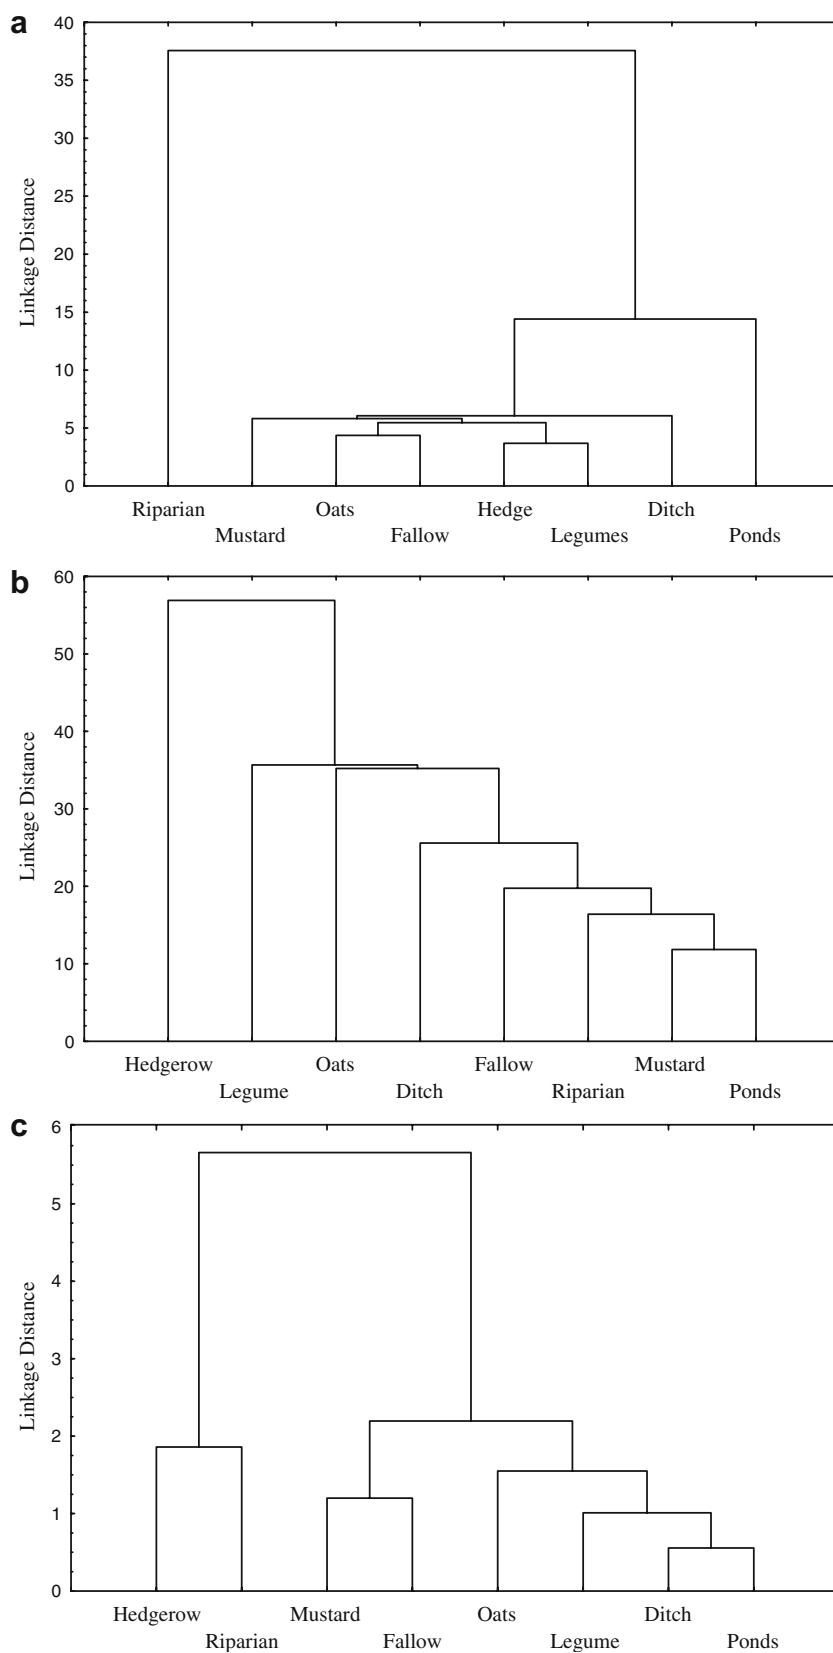 a
40
35
30
25
20
15
10
5
0
Linkage Distance
Riparian Oats Hedge Ditch
Mustard Fallow Legumes Ponds
b
60
50
40
30
20
10
0
Linkage Distance
Hedgerow Oats Fallow Mustard
Legume Ditch Riparian Ponds
c
6
5
4
3
2
1
0
Linkage Distance
Hedgerow Mustard Oats Ditch
Riparian Fallow Legume Ponds